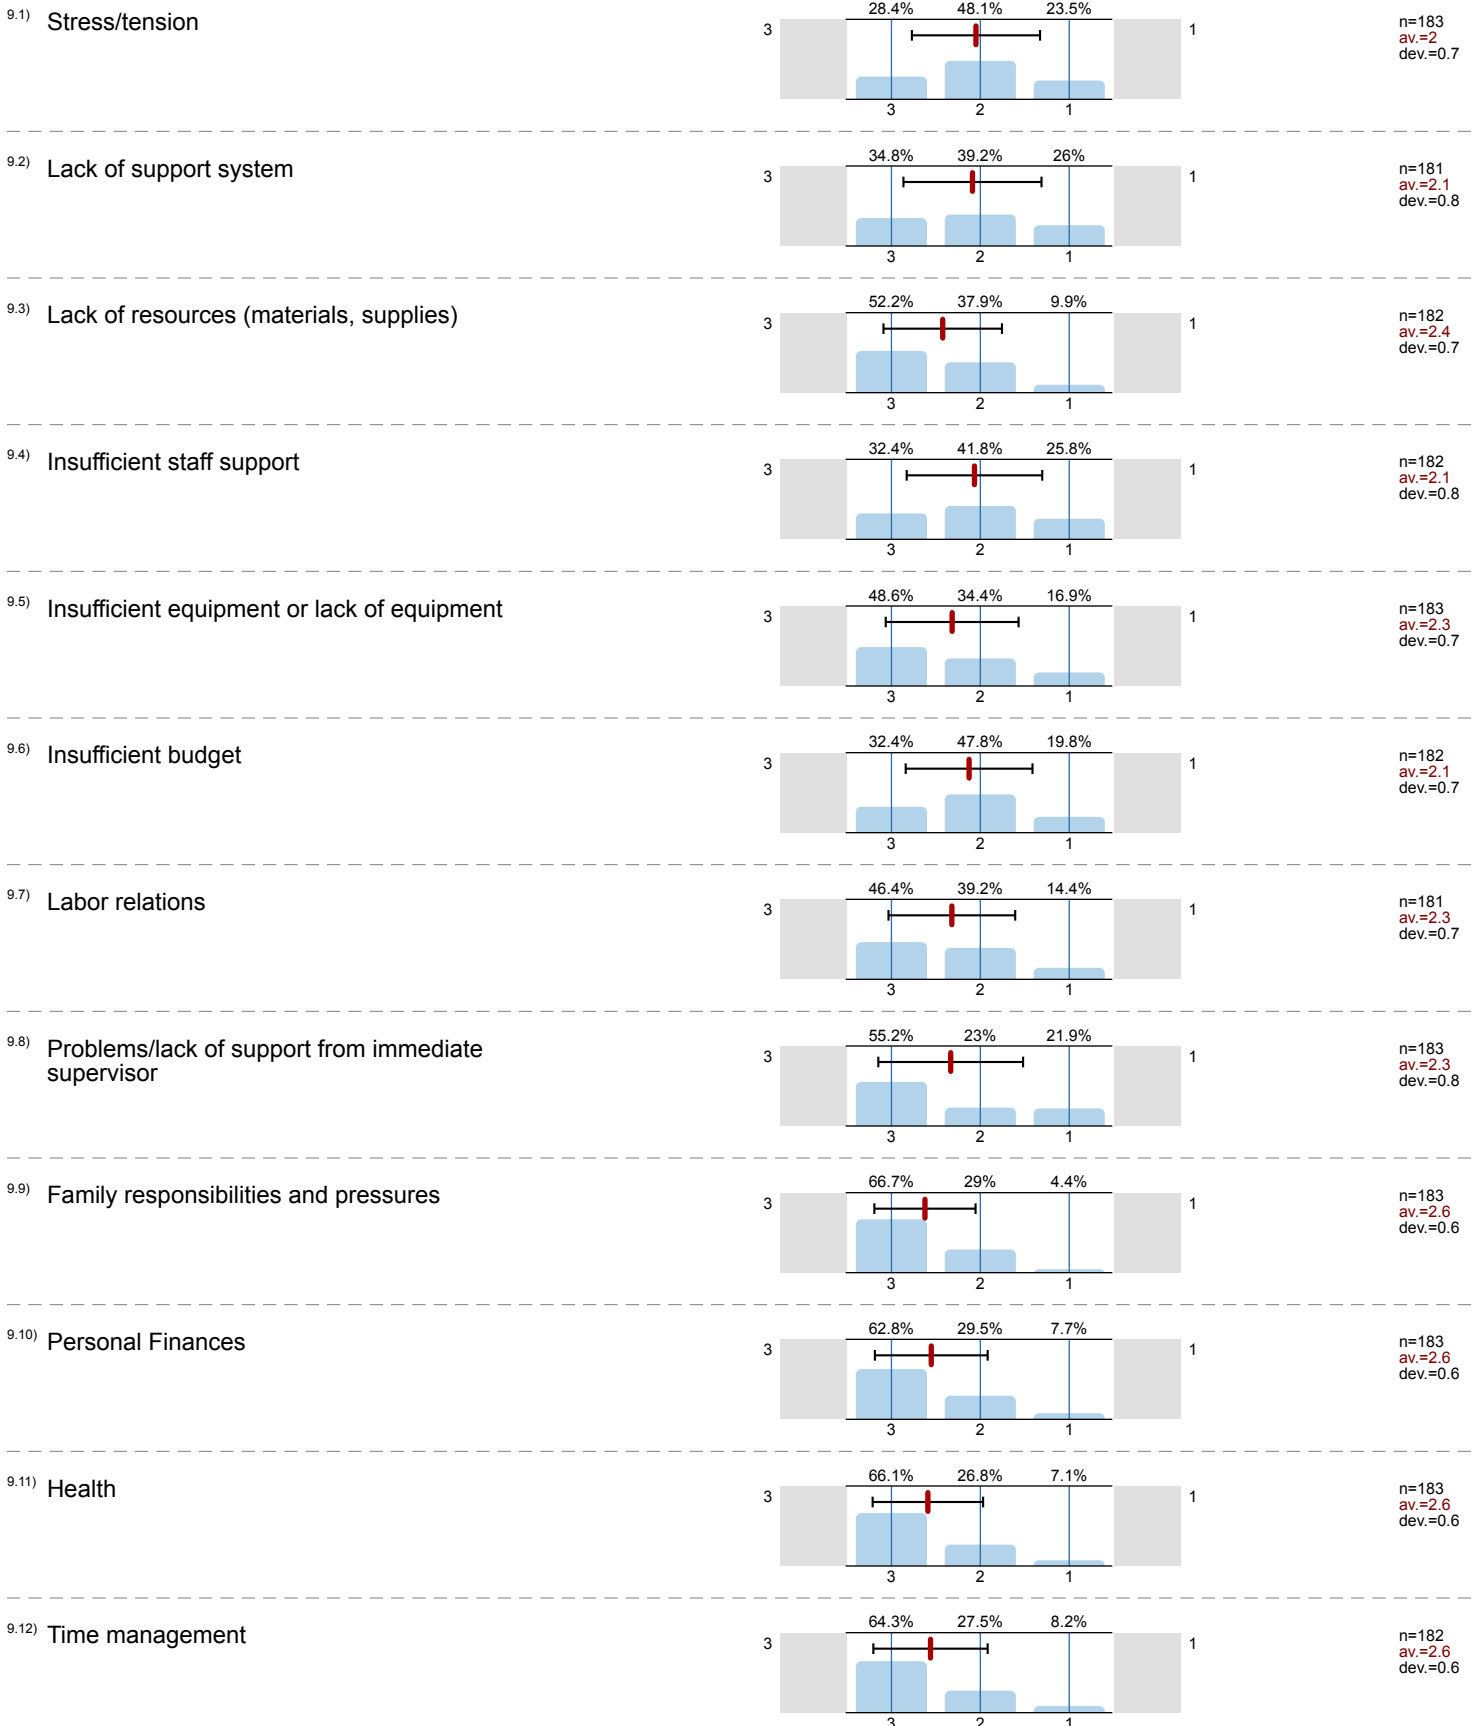 9.1) Stress/tension
28.4% 48.1% 23.5%
3 1
3 2 1
n=183
av.=2
dev.=0.7
9.2) Lack of support system
34.8% 39.2% 26%
3 1
3 2 1
n=181
av.=2.1
dev.=0.8
9.3) Lack of resources (materials, supplies)
52.2% 37.9% 9.9%
3 1
3 2 1
n=182
av.=2.4
dev.=0.7
9.4) Insufficient staff support
32.4% 41.8% 25.8%
3 1
3 2 1
n=182
av.=2.1
dev.=0.8
9.5) Insufficient equipment or lack of equipment
48.6% 34.4% 16.9%
3 1
3 2 1
n=183
av.=2.3
dev.=0.7
9.6) Insufficient budget
32.4% 47.8% 19.8%
3 1
3 2 1
n=182
av.=2.1
dev.=0.7
9.7) Labor relations
46.4% 39.2% 14.4%
3 1
3 2 1
n=181
av.=2.3
dev.=0.7
9.8) Problems/lack of support from immediate
supervisor
55.2% 23% 21.9%
3 1
3 2 1
n=183
av.=2.3
dev.=0.8
9.9) Family responsibilities and pressures
66.7% 29% 4.4%
3 1
3 2 1
n=183
av.=2.6
dev.=0.6
9.10) Personal Finances
62.8% 29.5% 7.7%
3 1
3 2 1
n=183
av.=2.6
dev.=0.6
9.11) Health
66.1% 26.8% 7.1%
3 1
3 2 1
n=183
av.=2.6
dev.=0.6
9.12) Time management
64.3% 27.5% 8.2%
3 1
3 2 1
n=182
av.=2.6
dev.=0.6